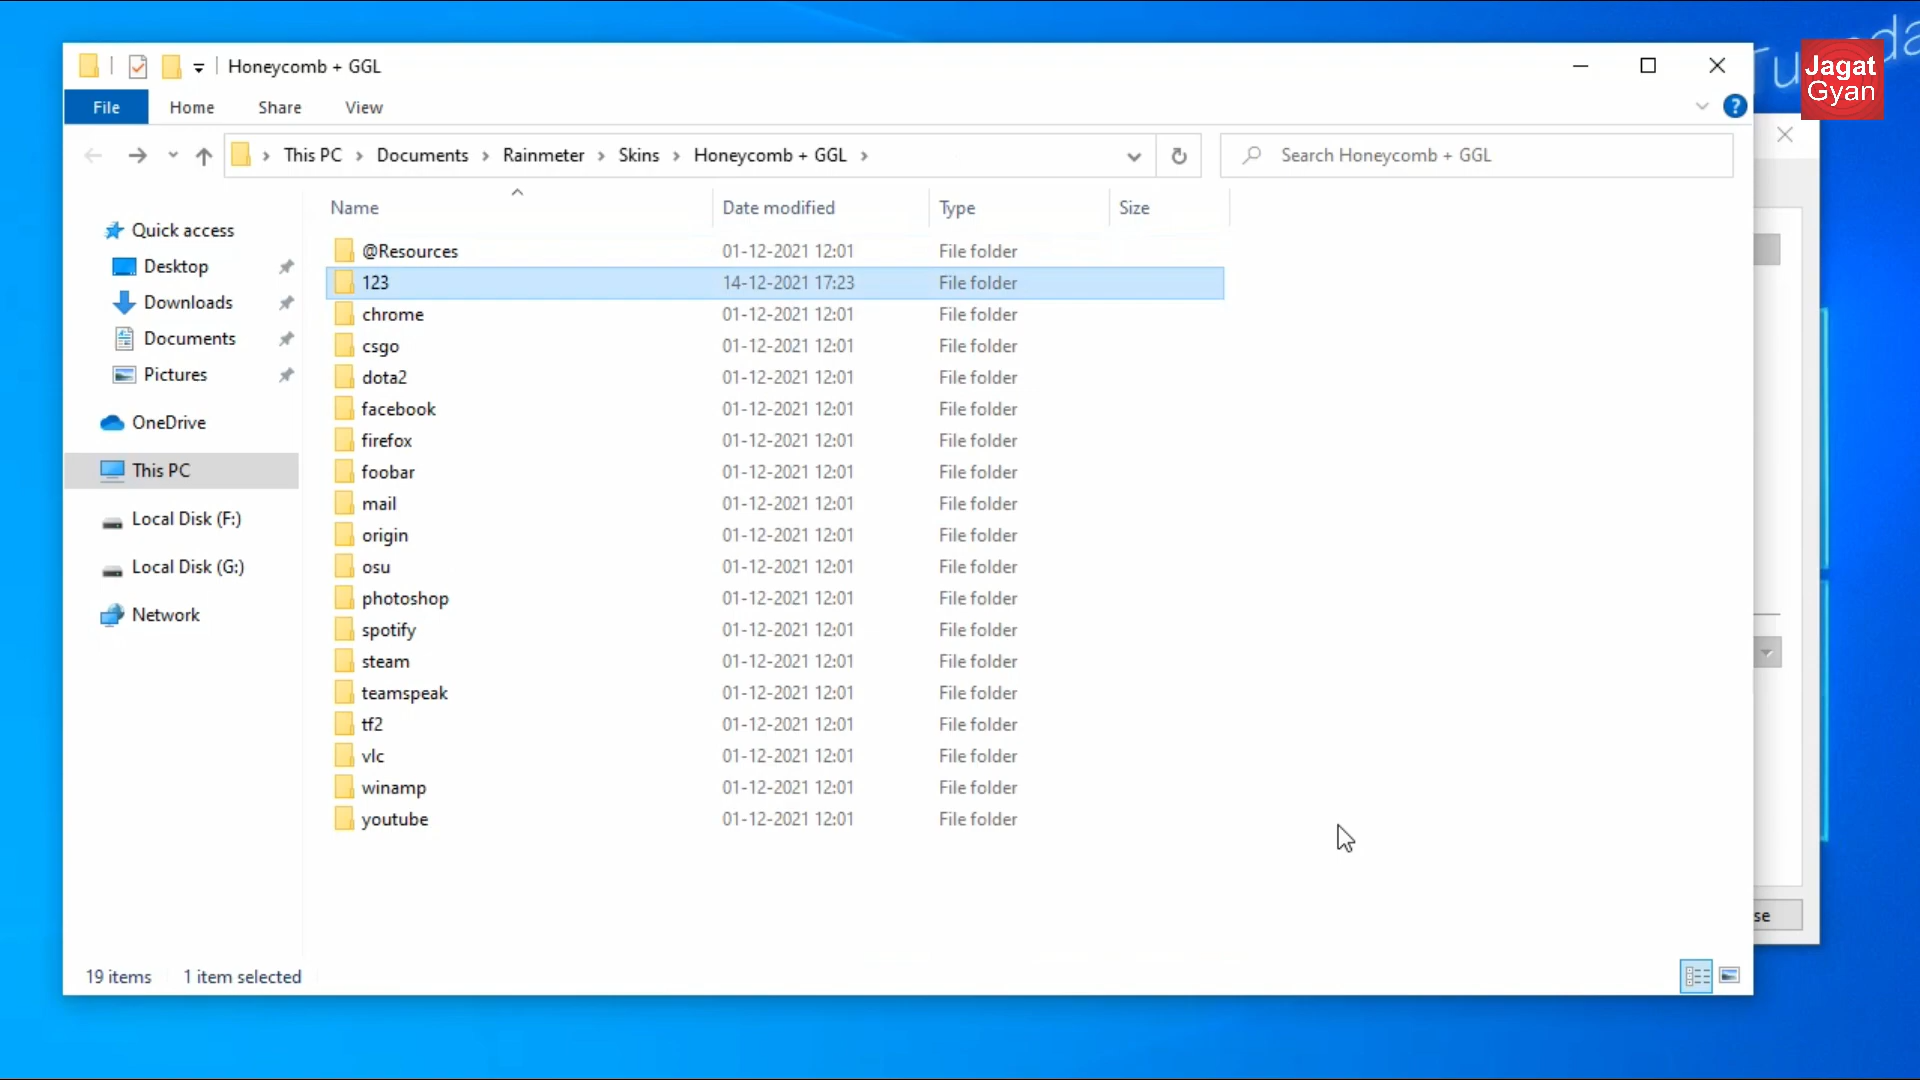 Honeycomb + GGL
Jagat
Gyan
File Home Share View
This PC Documents Rainmeter Skins Honeycomb + GGL
Search Honeycomb + GGL
Name Date modified Type Size
Quick access
Desktop
Downloads
Documents
Pictures
OneDrive
This PC
Local Disk (F:)
Local Disk (G:)
Network
@Resources 01-12-2021 12:01 File folder
123 14-12-2021 17:23 File folder
chrome 01-12-2021 12:01 File folder
csgo 01-12-2021 12:01 File folder
dota2 01-12-2021 12:01 File folder
facebook 01-12-2021 12:01 File folder
firefox 01-12-2021 12:01 File folder
foobar 01-12-2021 12:01 File folder
mail 01-12-2021 12:01 File folder
origin 01-12-2021 12:01 File folder
osu 01-12-2021 12:01 File folder
photoshop 01-12-2021 12:01 File folder
spotify 01-12-2021 12:01 File folder
steam 01-12-2021 12:01 File folder
teamspeak 01-12-2021 12:01 File folder
tf2 01-12-2021 12:01 File folder
vlc 01-12-2021 12:01 File folder
winamp 01-12-2021 12:01 File folder
youtube 01-12-2021 12:01 File folder
se
19 items 1 item selected